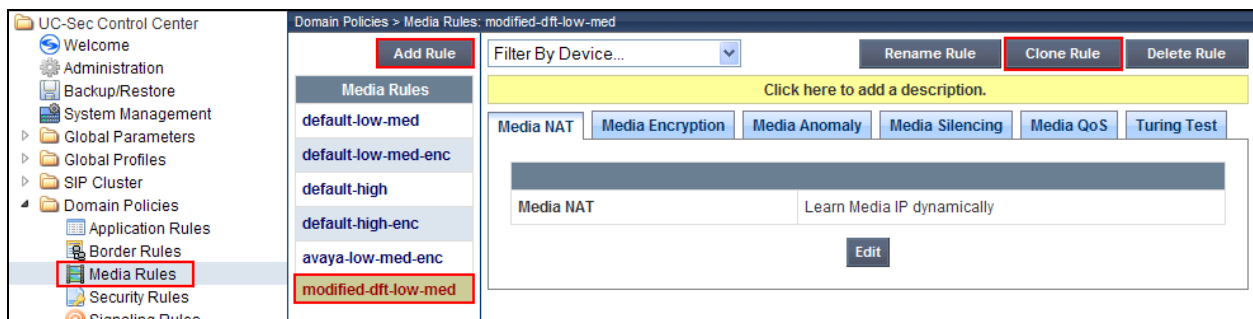 UC-Sec Control Center
Welcome
Administration
Backup/Restore
System Management
Global Parameters
Global Profiles
SIP Cluster
Domain Policies
Application Rules
Border Rules
Media Rules
Security Rules
Signaling Rules
Domain Policies > Media Rules: modified-dft-low-med
Add Rule
Media Rules
default-low-med
default-low-med-enc
default-high
default-high-enc
avaya-low-med-enc
modified-dft-low-med
Filter By Device... Rename Rule Clone Rule Delete Rule
Click here to add a description.
Media NAT Media Encryption Media Anomaly Media Silencing Media QoS Turing Test
Media NAT Learn Media IP dynamically
Edit